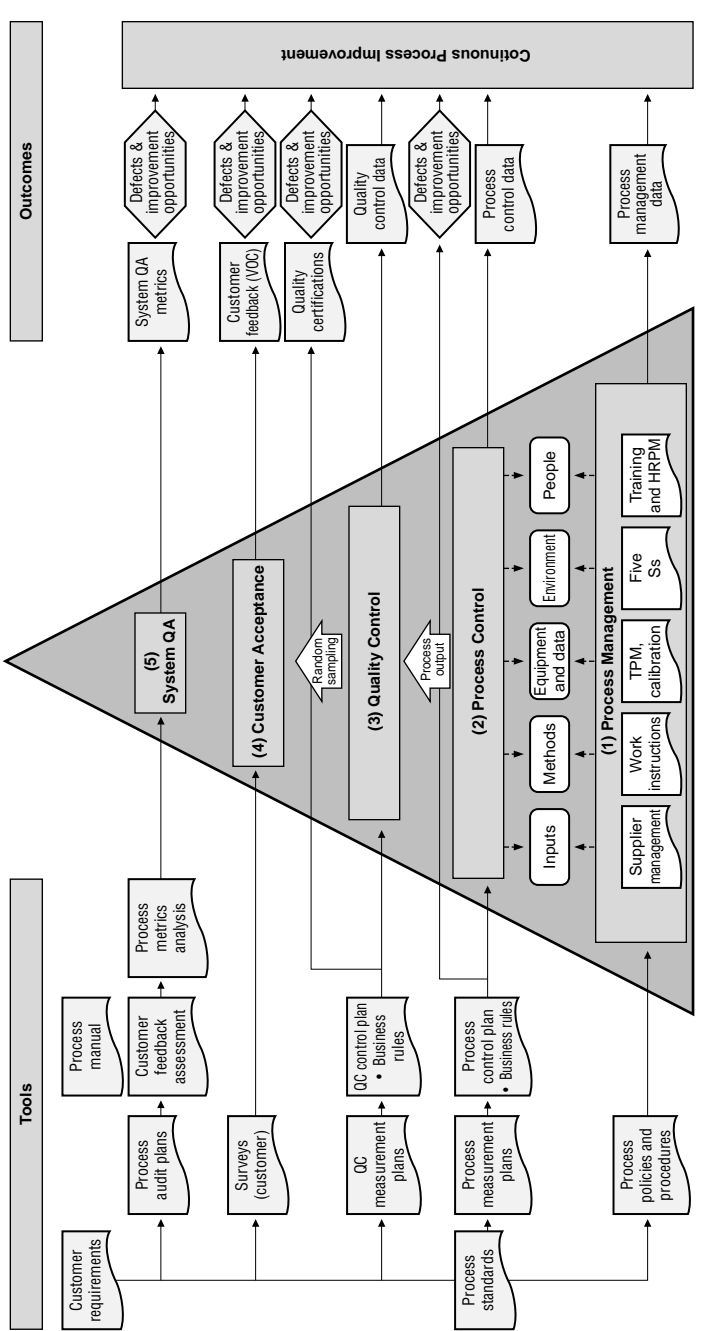 Tools
Outcomes
Customer
requirements
Process
audit plans
Process
manual
Customer
feedback
assessment
Process
metrics
analysis
(5)
System QA
System QA
metrics
Defects &
improvement
opportunities
Surveys
(customer)
(4) Customer Acceptance
Customer
feedback (VOC)
Defects &
improvement
opportunities
Quality
certifications
Defects &
improvement
opportunities
Random
sampling
QC
measurement
plans
QC control plan
• Business
rules
(3) Quality Control
Quality
control data
Process
output
Defects &
improvement
opportunities
Process
standards
Process
measurement
plans
Process
control plan
• Business rules
(2) Process Control
Process
control data
Inputs
Methods
Equipment
and data
Environment
People
(1) Process Management
Supplier
management
Work
instructions
TPM,
calibration
Five
Ss
Training
and HRPM
Process
policies and
procedures
Process
management
data
Cotinuous Process Improvement